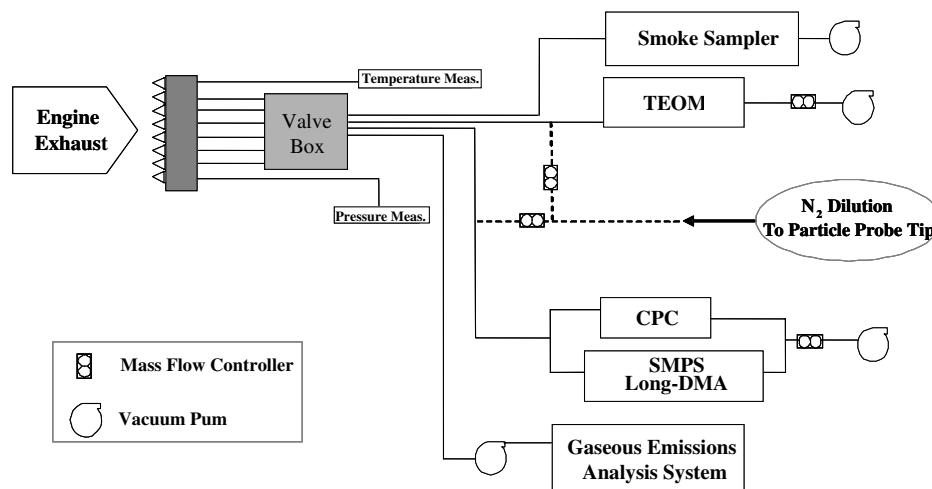 Smoke Sampler
Temperature Meas.
TEOM
Engine
Exhaust
Valve
Box
N2 Dilution
To Particle Probe Tip
Pressure Meas.
CPC
SMPS
Long-DMA
Mass Flow Controller
Vacuum Pum
Gaseous Emissions
Analysis System